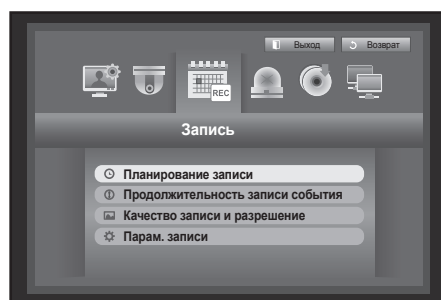 Выход Возврат
REC
Запись
Планирование записи
Продолжительность записи события
Качество записи и разрешение
Парам. записи